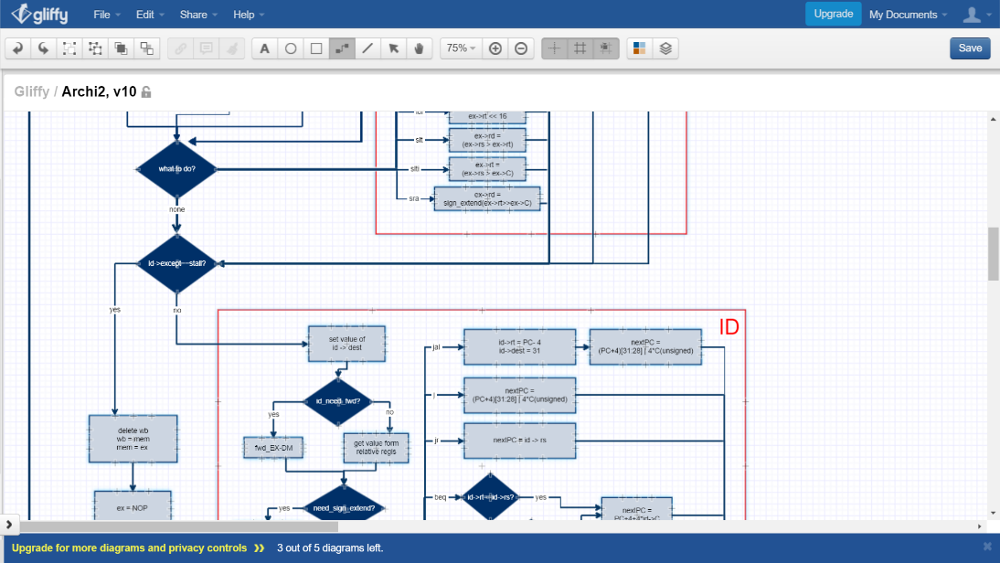 gliffy
File
Edit
Share
Help
Upgrade
My Documents
A
75%
Save
Gliffy / Archi2, v10
ex->rt << 16
slt
ex->rd =
(ex->rs > ex->rt)
slti
ex->rt =
(ex->rs > ex->C)
sra
ex->rd =
sign_extend(ex->rt>>ex->C)
what to do?
none
id->except---stall?
yes
no
ID
set value of
id -> dest
id_need_fwd?
yes
no
fwd_EX-DM
get value form
relative regis
need_sign_extend?
yes
delete wb
wb = mem
mem = ex
ex = NOP
jal
id->rt = PC- 4
id->dest = 31
nextPC =
(PC+4)[31:28] | 4*C(unsigned)
j
nextPC =
(PC+4)[31:28] | 4*C(unsigned)
jr
nextPC = id -> rs
beq
id->rt==id->rs?
yes
nextPC =
PC+4+4*id->C
Upgrade for more diagrams and privacy controls
3 out of 5 diagrams left.